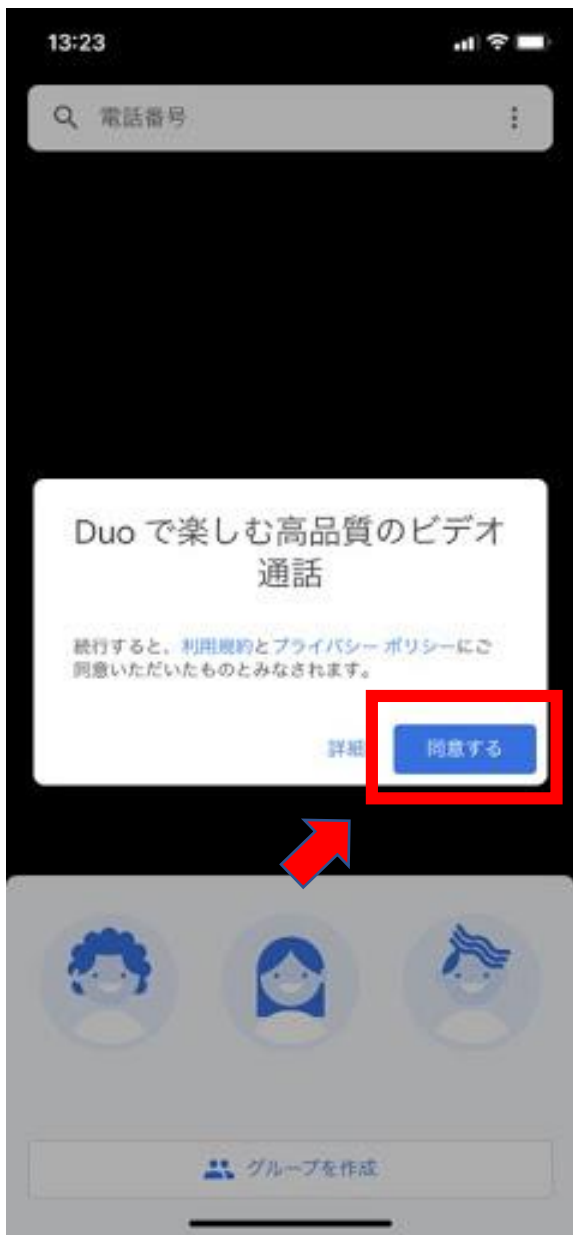 13:23
電話番号
Duo で楽しむ高品質のビデオ
通話
続行すると、利用規約とプライバシー ポリシーにご
同意いただいたものとみなされます。
詳細
同意する
グループを作成